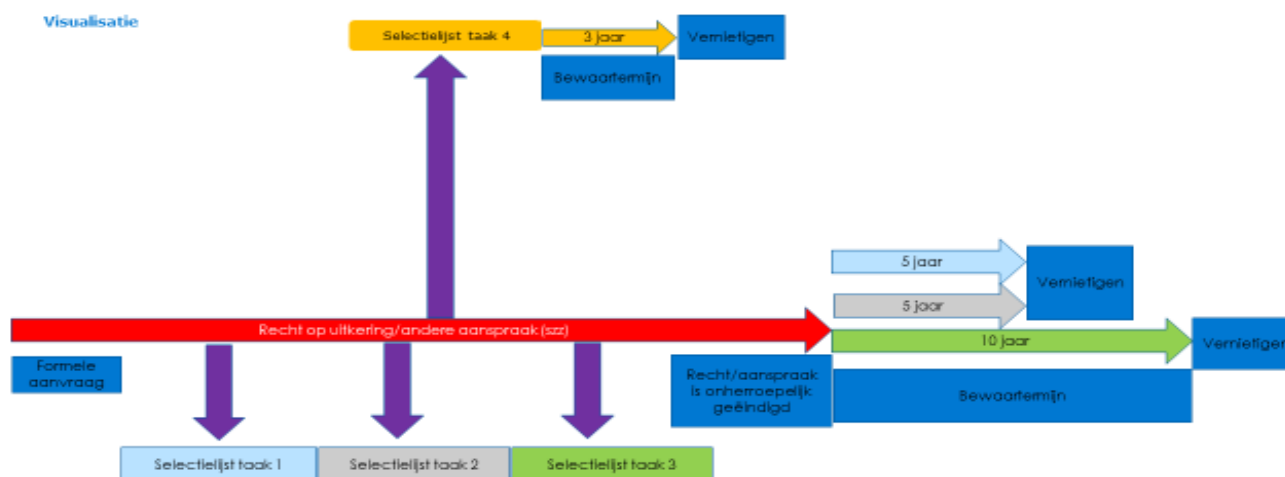 Visualisatie
Selectielijst taak 4
3 jaar
Vernietigen
Bewaartermijn
5 jaar
Vernietigen
5 jaar
Recht op uitkering/andere aanspraak (szz)
10 jaar
Vernietigen
Formele
aanvraag
Recht/aanspraak
is onherroepelijk
geëindigd
Bewaartermijn
Selectielijst taak 1
Selectielijst taak 2
Selectielijst taak 3